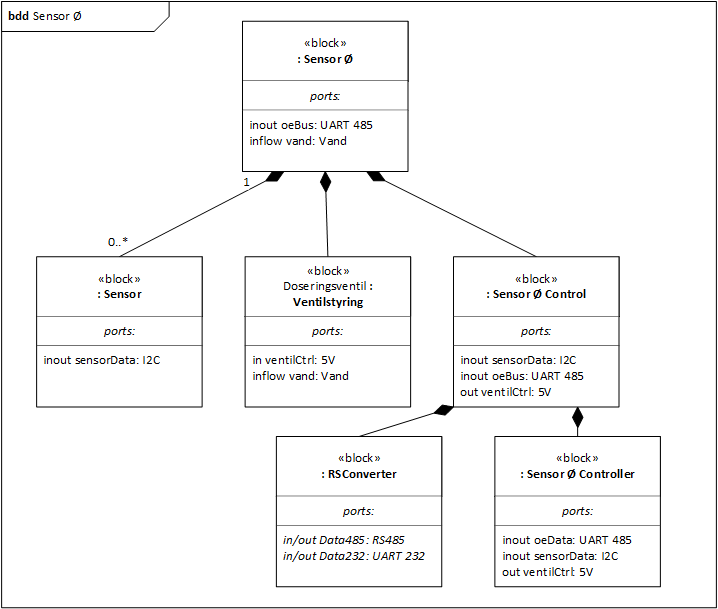 bdd Sensor Ø
«block»
: Sensor Ø
ports:
inout oeBus: UART 485
inflow vand: Vand
1
0..*
«block»
: Sensor
ports:
inout sensorData: I2C
«block»
Doseringsventil :
Ventilstyring
ports:
in ventilCtrl: 5V
inflow vand: Vand
«block»
: Sensor Ø Control
ports:
inout sensorData: I2C
inout oeBus: UART 485
out ventilCtrl: 5V
«block»
: RSConverter
ports:
in/out Data485: RS485
in/out Data232: UART 232
«block»
: Sensor Ø Controller
ports:
inout oeData: UART 485
inout sensorData: I2C
out ventilCtrl: 5V